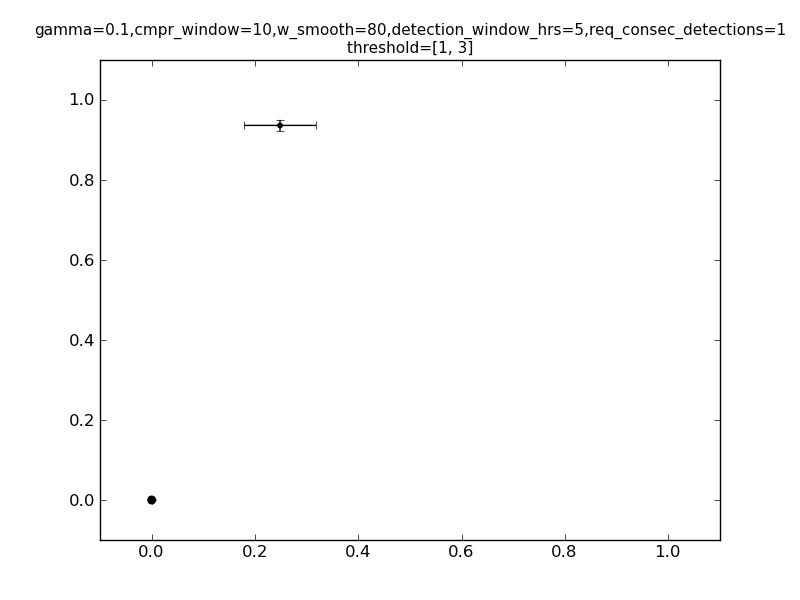 gamma=0.1,cmpr_window=10,w_smooth=80,detection_window_hrs=5,req_consec_detections=1
threshold=[1, 3]
1.0
0.8
0.6
0.4
0.2
0.0
0.0 0.2 0.4 0.6 0.8 1.0